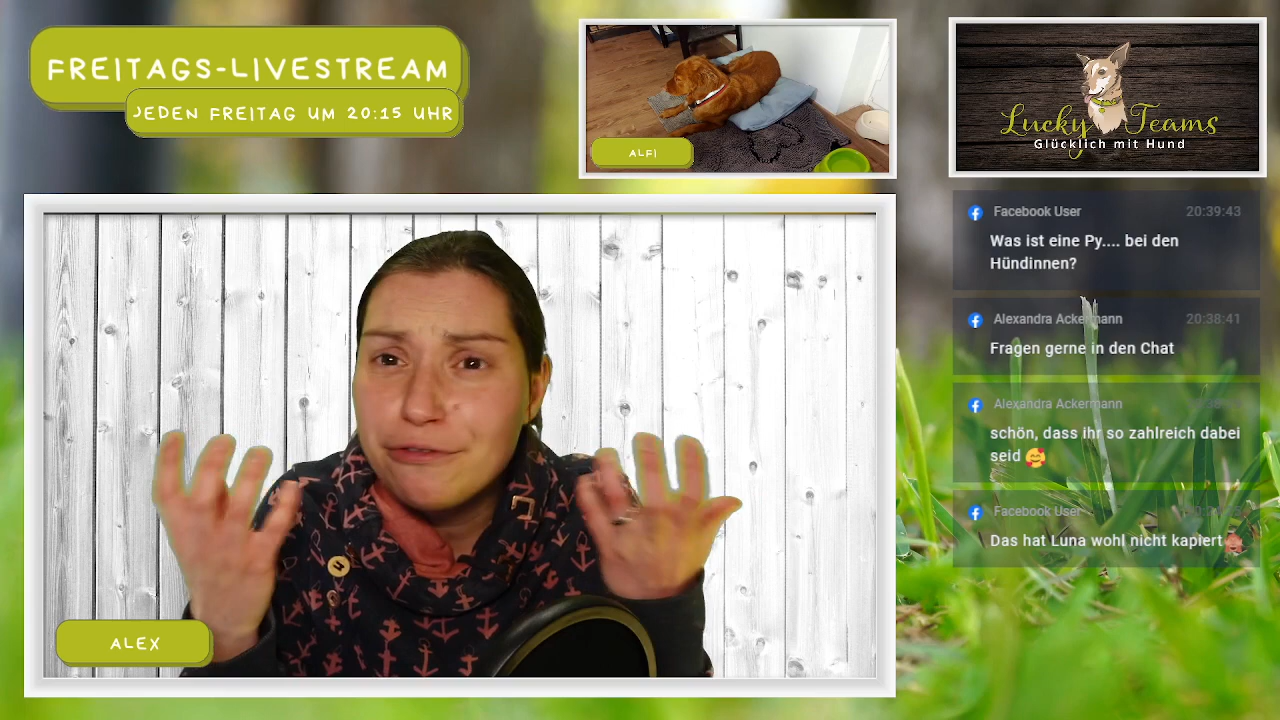 FREITAGS-LIVESTREAM
JEDEN FREITAG UM 20:15 UHR
ALFI
Lucky Teams
Glücklich mit Hund
Facebook User 20:39:43
Was ist eine Py.... bei den
Hündinnen?
Alexandra Ackermann 20:38:41
Fragen gerne in den Chat
Alexandra Ackermann
schön, dass ihr so zahlreich dabei
seid 🥰
Facebook User
Das hat Luna wohl nicht kapiert
ALEX